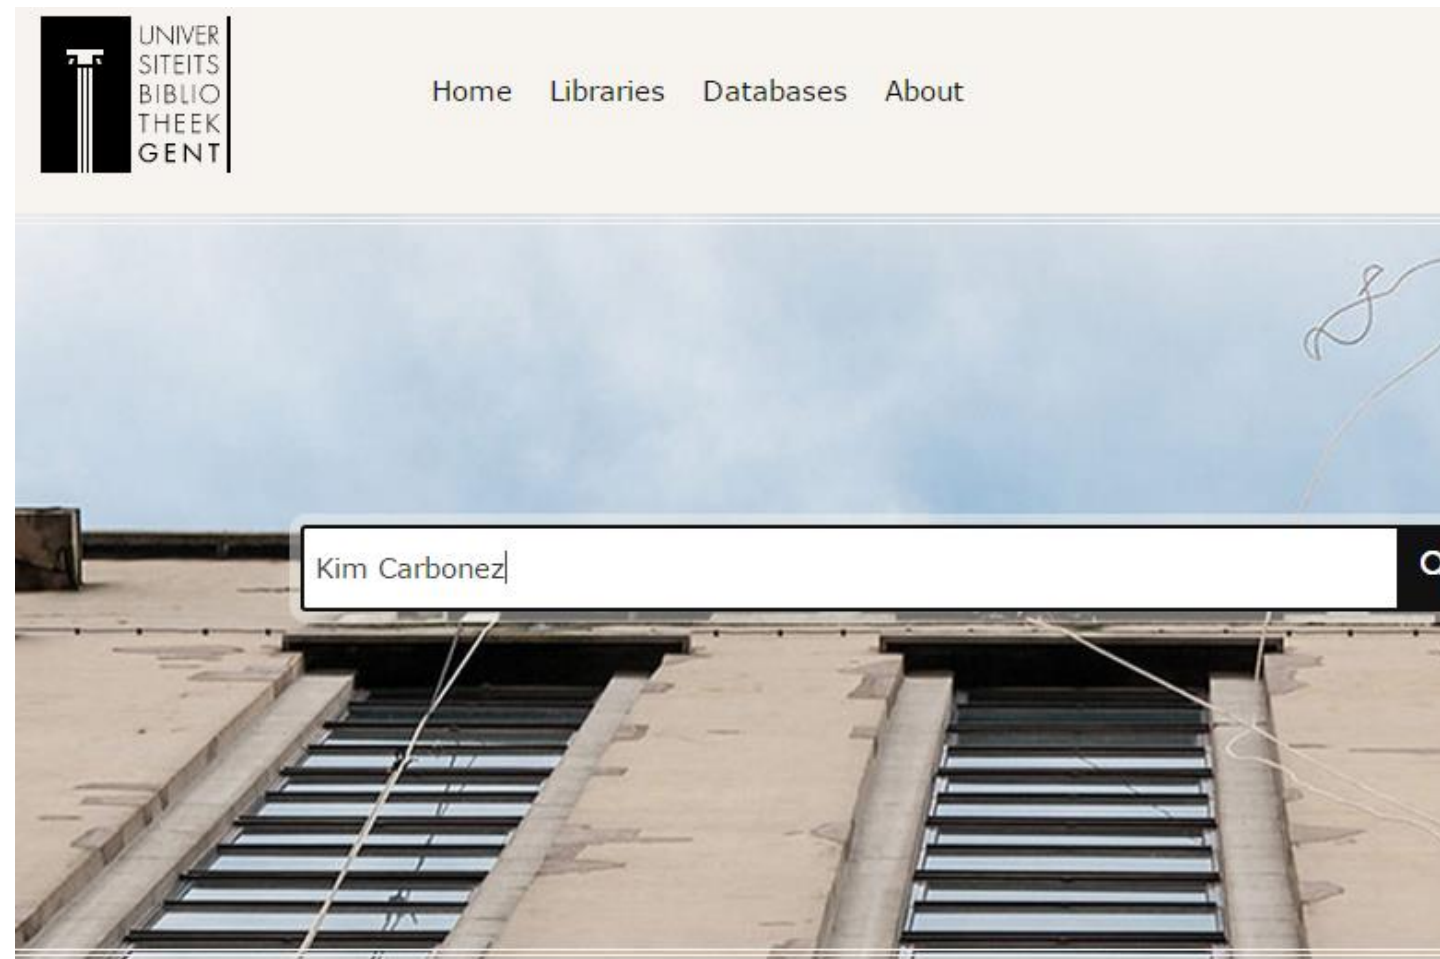 UNIVER
SITEITS
BIBLIO
THEEK
GENT
Home Libraries Databases About
Kim Carbonez